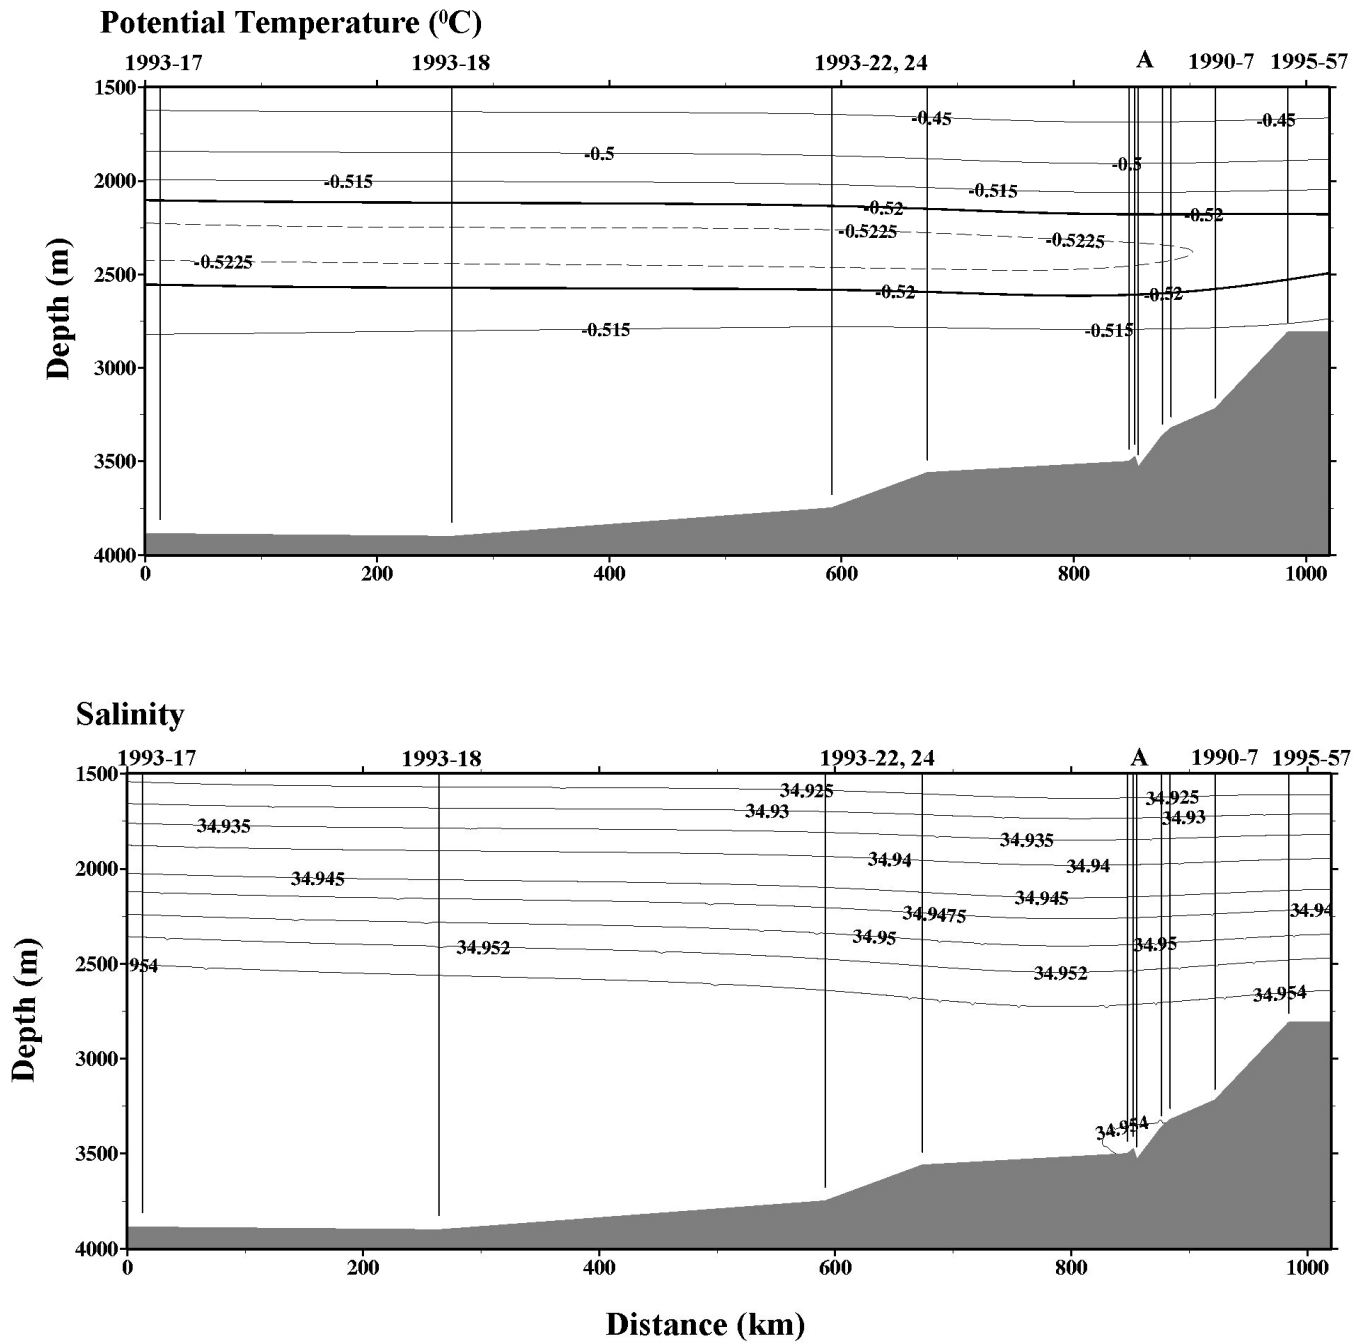 Potential Temperature (⁰C)
1993-17 1993-18 1993-22, 24 A 1990-7 1995-57
1500
-0.45 -0.45
-0.5 -0.5
2000 -0.515 -0.515
-0.52 -0.52
-0.5225 -0.5225
-0.5225
2500
-0.52 -0.52
-0.515 -0.515
3000
3500
4000
Depth (m)
0 200 400 600 800 1000
Salinity
1993-17 1993-18 1993-22, 24 A 1990-7 1995-57
1500
34.925 34.925
34.93 34.93
34.935 34.935
34.94 34.94
2000
34.945 34.945
34.9475 34.94
34.95 34.95
34.952 34.952
2500 954
34.954
3000
34.954
3500
4000
Depth (m)
0 200 400 600 800 1000
Distance (km)